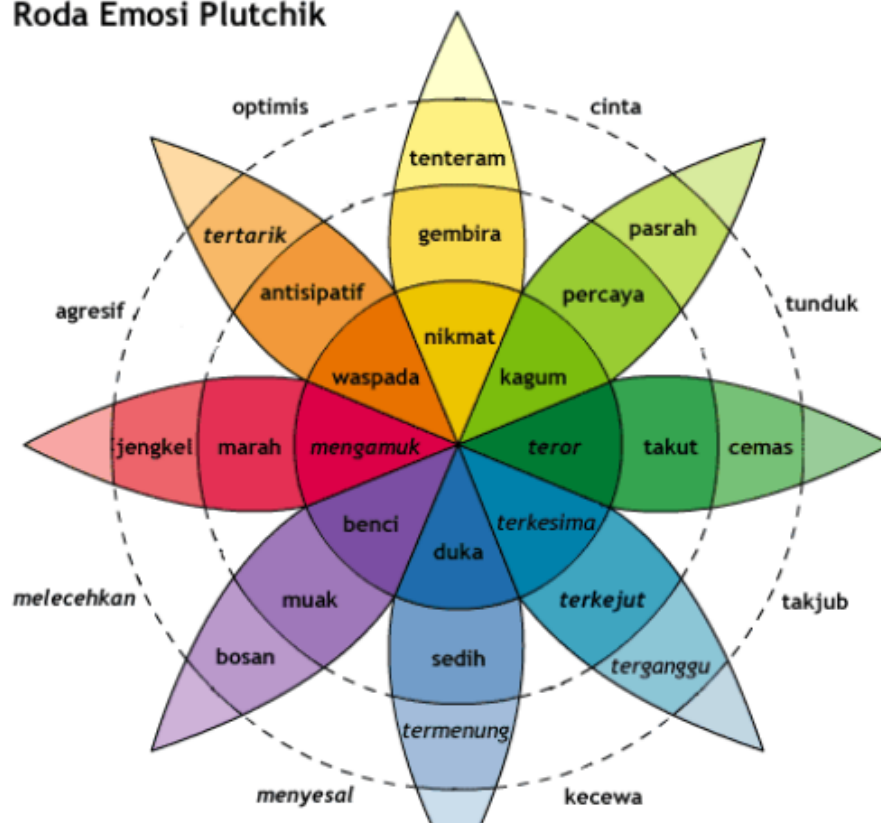 Roda Emosi Plutchik
optimis
cinta
tenteram
tertarik
gembira
pasrah
agresif
antisipatif
percaya
tunduk
nikmat
waspada
kagum
jengkel
marah
mengamuk
teror
takut
cemas
benci
terkesima
duka
melecehkan
muak
terkejut
takjub
bosan
sedih
terganggu
termenung
menyesal
kecewa